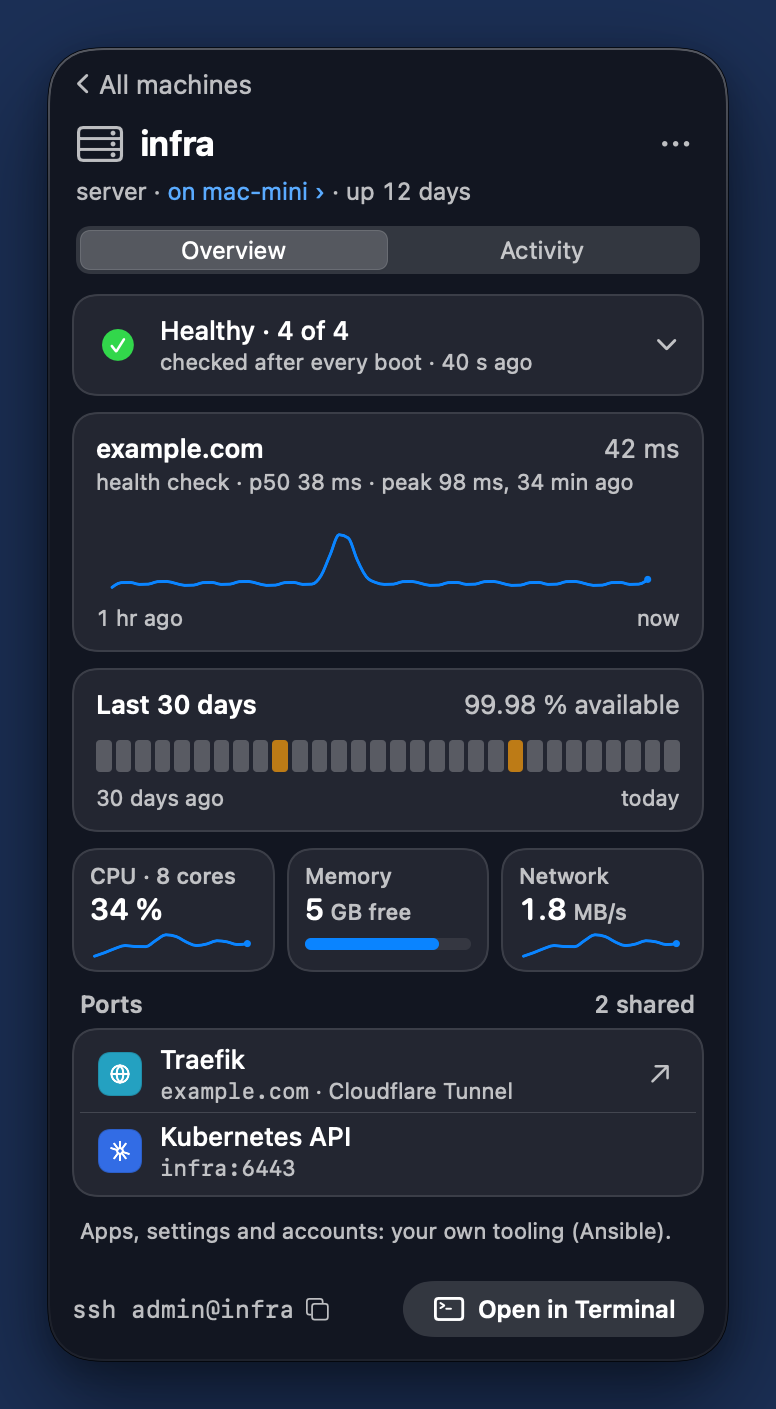 All machines
infra
server · on mac-mini › · up 12 days
Overview
Activity
Healthy · 4 of 4
checked after every boot · 40 s ago
example.com
42 ms
health check · p50 38 ms · peak 98 ms, 34 min ago
1 hr ago
now
Last 30 days
99.98 % available
30 days ago
today
CPU · 8 cores
34 %
Memory
5 GB free
Network
1.8 MB/s
Ports
2 shared
Traefik
example.com · Cloudflare Tunnel
Kubernetes API
infra:6443
Apps, settings and accounts: your own tooling (Ansible).
ssh admin@infra
Open in Terminal